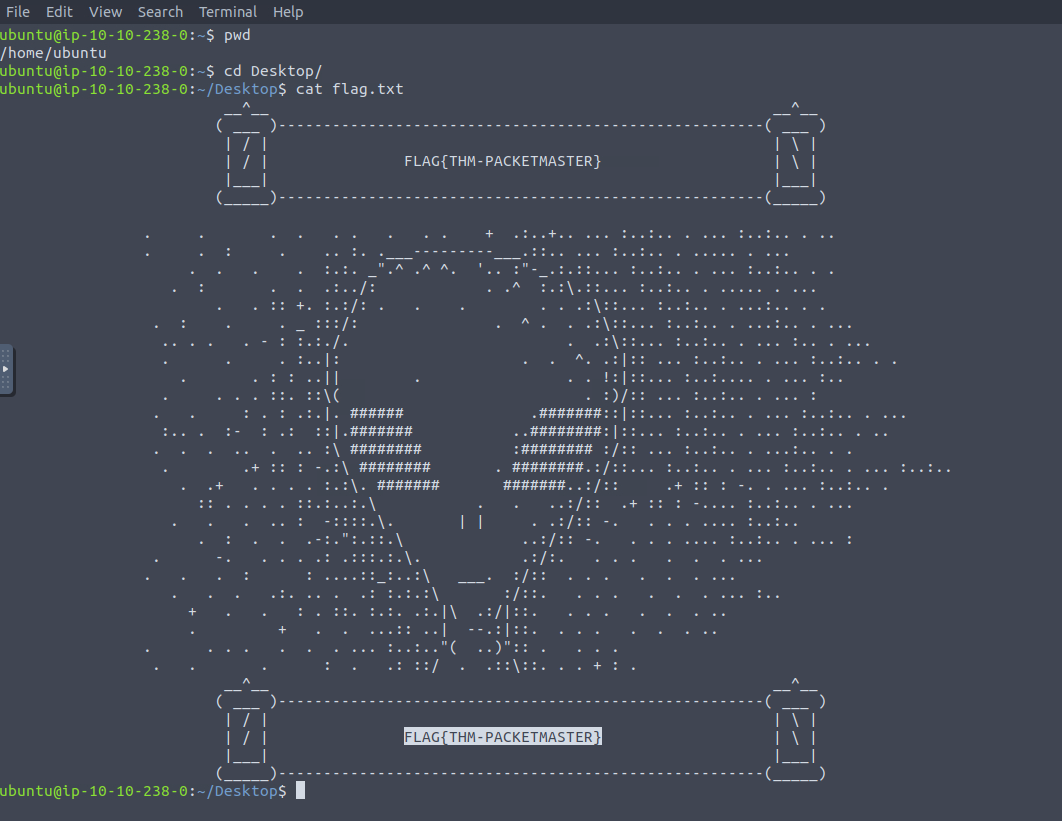 File Edit View Search Terminal Help
ubuntu@ip-10-10-238-0:~$ pwd
/home/ubuntu
ubuntu@ip-10-10-238-0:~$ cd Desktop/
ubuntu@ip-10-10-238-0:~/Desktop$ cat flag.txt
FLAG{THM-PACKETMASTER}
FLAG{THM-PACKETMASTER}
ubuntu@ip-10-10-238-0:~/Desktop$